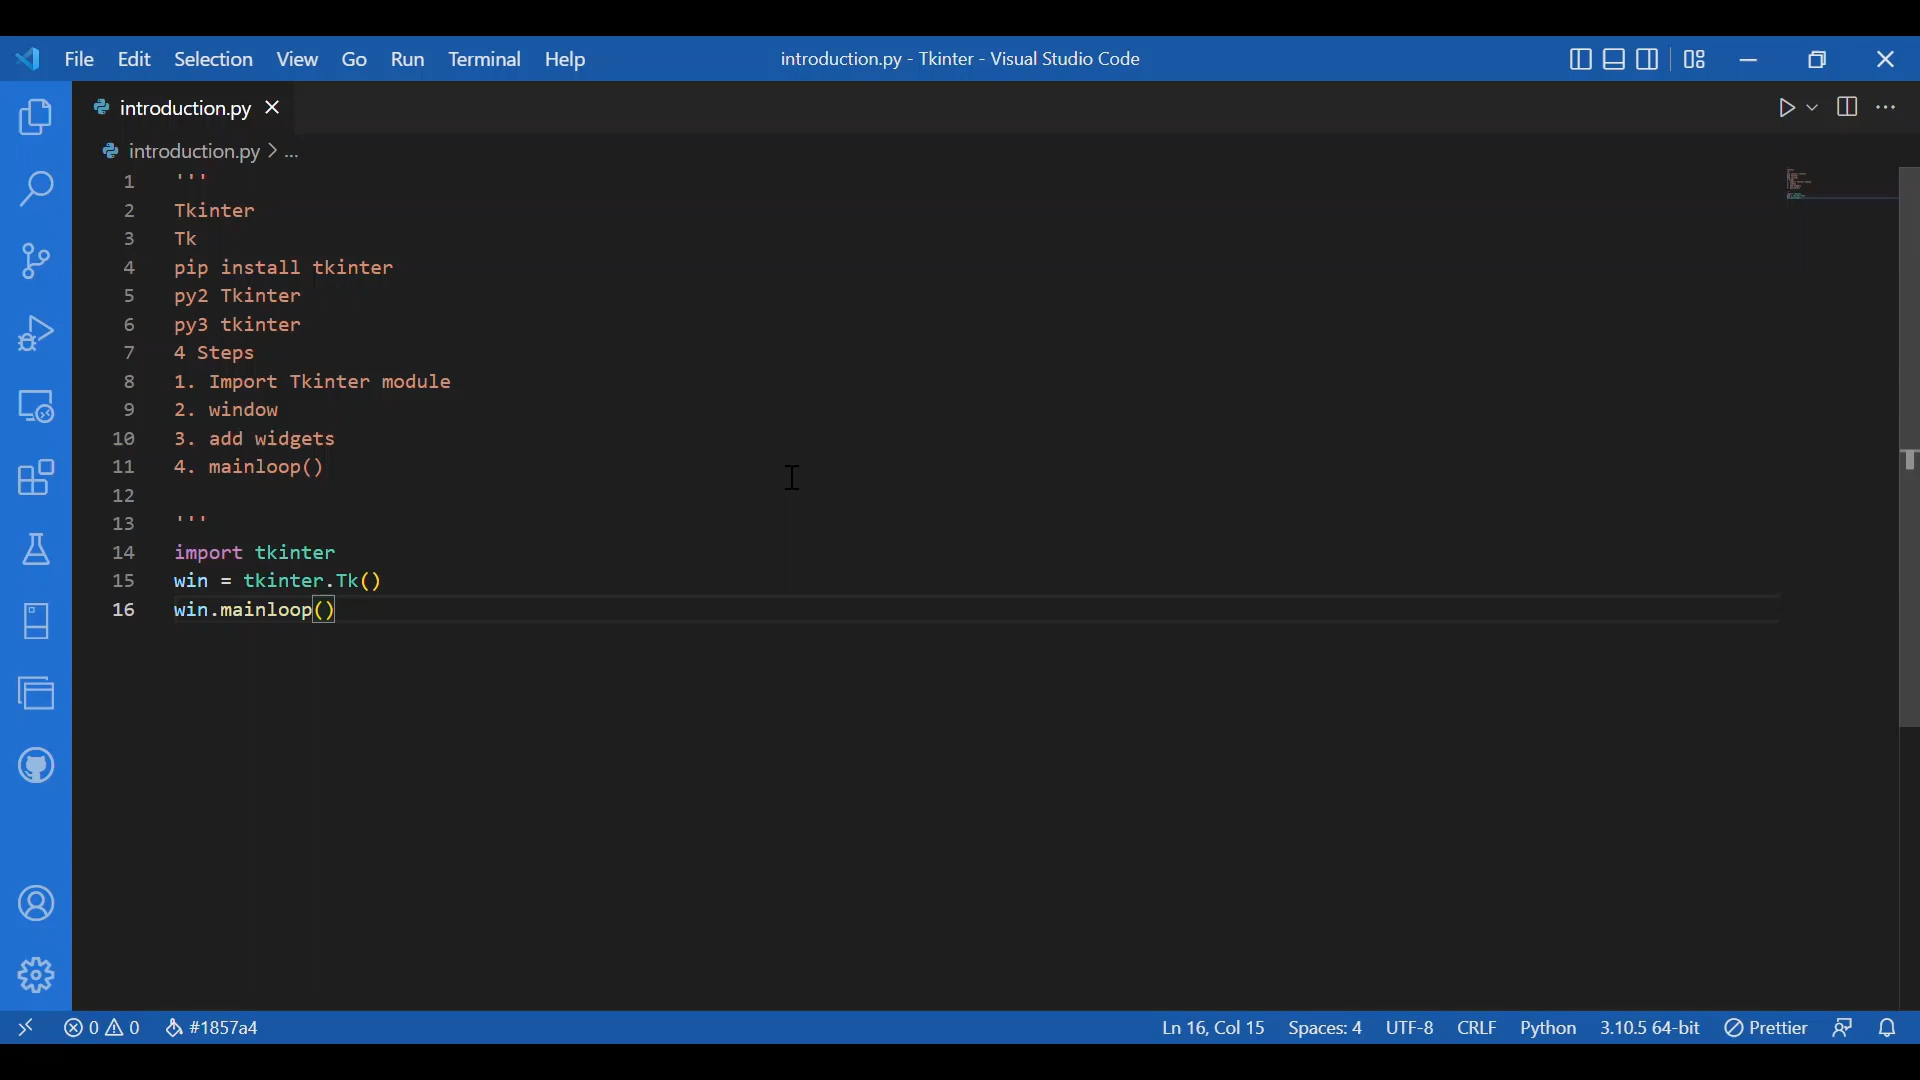 File Edit Selection View Go Run Terminal Help introduction.py - Tkinter - Visual Studio Code
introduction.py
introduction.py > ...
1 '''
2 Tkinter
3 Tk
4 pip install tkinter
5 py2 Tkinter
6 py3 tkinter
7 4 Steps
8 1. Import Tkinter module
9 2. window
10 3. add widgets
11 4. mainloop()
12
13 '''
14 import tkinter
15 win = tkinter.Tk()
16 win.mainloop()
0 0 #1857a4 Ln 16, Col 15 Spaces: 4 UTF-8 CRLF Python 3.10.5 64-bit Prettier